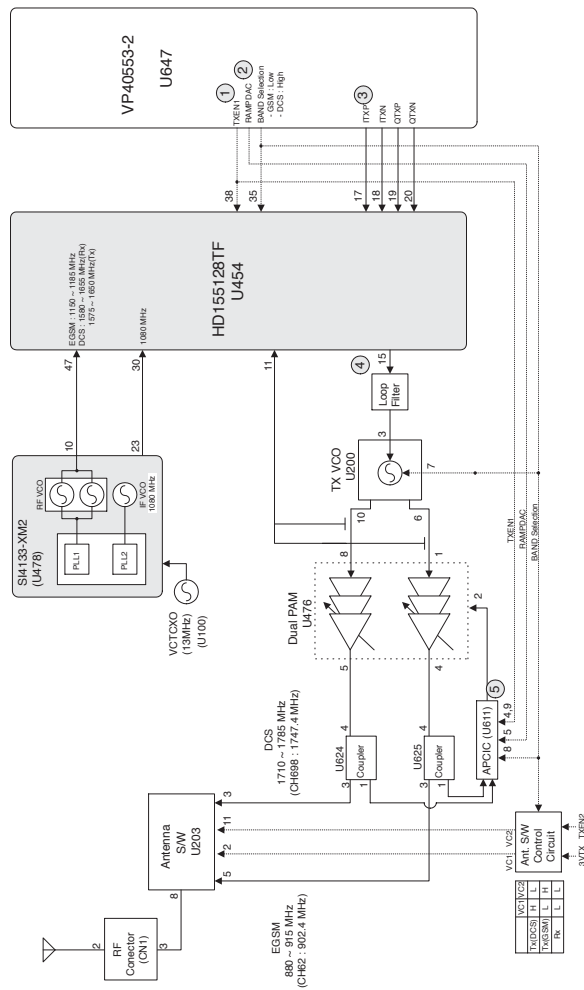 RF
Conector
(CN1)
2
3
8
Antenna
S/W
U203
3
11
2
5
EGSM
880 ~ 915 MHz
(CH62 : 902.4 MHz)
VC1
VC2
Ant. S/W
Control
Circuit
3VTX TXEN2
VC1 VC2
Tx(DCS) H L
Tx(GSM) L H
Rx L L
DCS
1710 ~ 1785 MHz
(CH698 : 1747.4 MHz)
U624
Coupler
3
4
1
U625
Coupler
3
4
1
APCIC (U611)
5
8
5
4,9
2
Dual PAM
U476
5
8
4
1
VCTCXO
(13MHz)
(U100)
SI4133-XM2
(U478)
PLL1
PLL2
RF VCO
IF VCO
1080 MHz
10
23
47
30
TX VCO
U200
10
6
3
7
Loop
Filter
4
15
11
TXEN1
RAMPDAC
BAND Selection
EGSM : 1150 ~ 1185 MHz
DCS : 1580 ~ 1655 MHz(Rx)
1575 ~ 1650 MHz(Tx)
1080 MHz
HD155128TF
U454
38
35
17
18
19
20
VP40553-2
U647
1
TXEN1
2
RAMPDAC
BAND Selection
- GSM : Low
- DCS : High
3
ITXP
ITXN
QTXP
QTXN